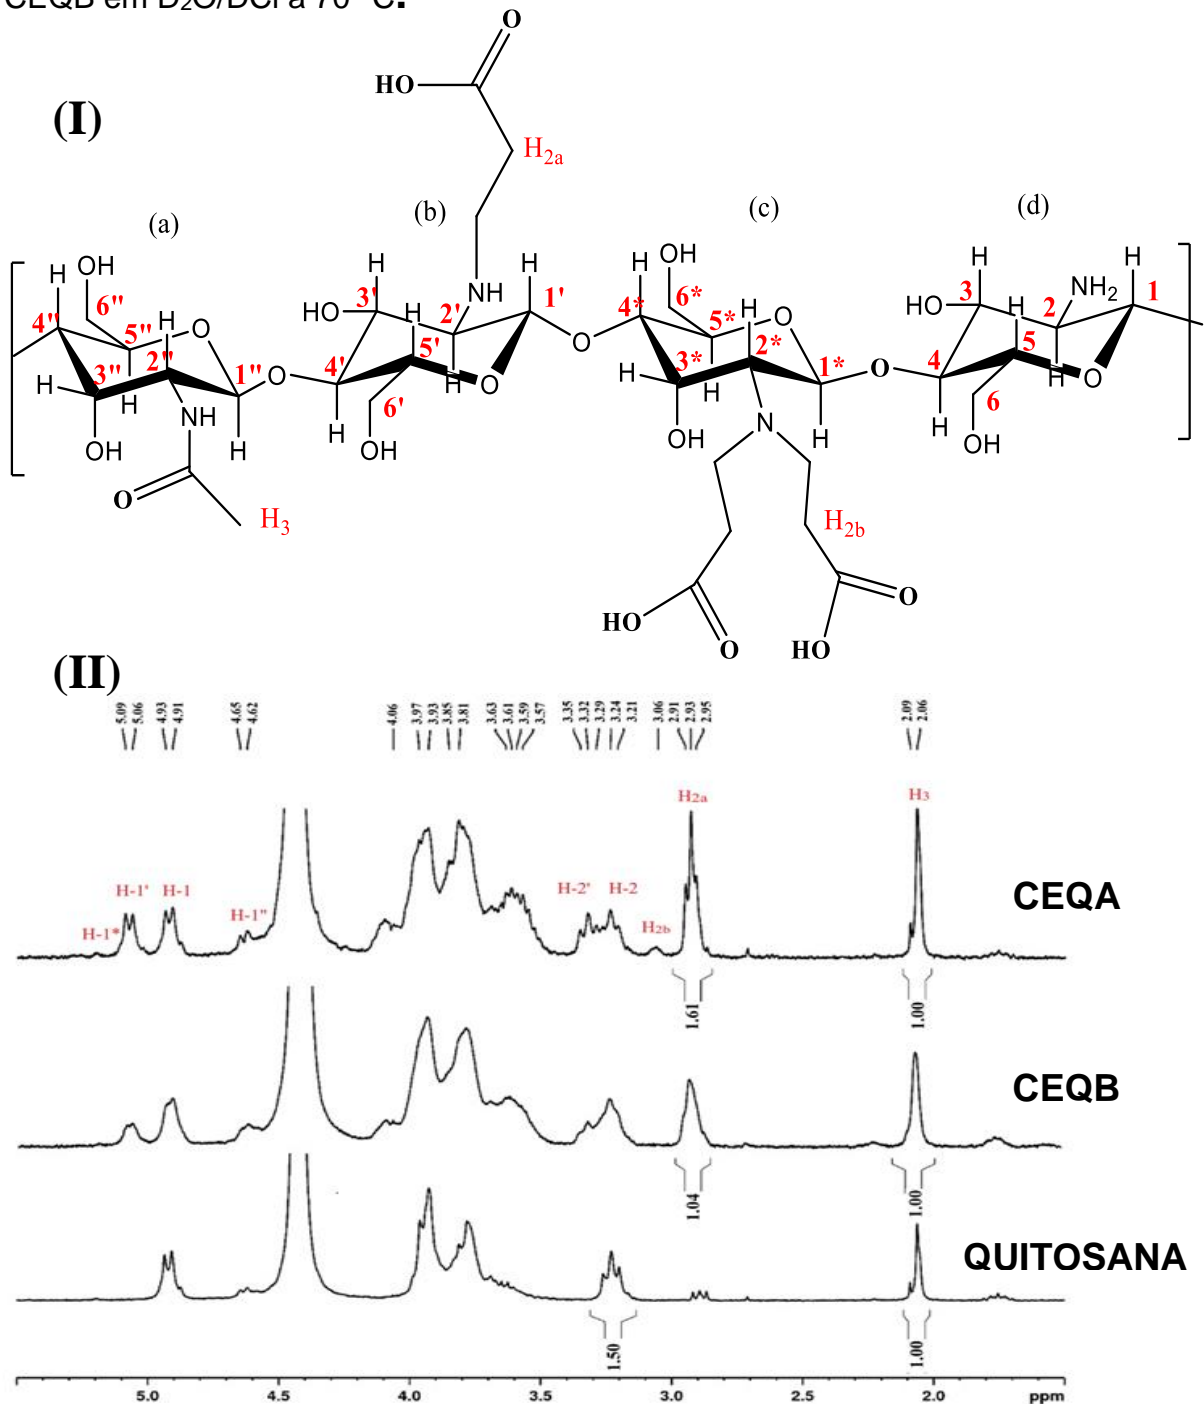 CEQB em D₂O/DCl a 70 °C.
O
HO
(I)
H2a
(a)
(b)
(c)
(d)
H OH
H
NH
H
H OH
H
NH₂ H
6''
3'
HO
2'
1'
6*
HO
3
2
1
4''
5''
H
O
H
4*
5*
H
O
H
2''
5'
O
3*
2*
5
H
3''
1''
O
4'
H
O
H
1*
O
4
H
O
H
NH
6'
H
6
OH
H
H
OH
OH
N
H
H
OH
O
H3
H2b
O
HO
O
HO
(II)
5.09 5.06 4.93 4.91 4.65 4.62 4.06 3.97 3.93 3.85 3.81 3.63 3.61 3.59 3.57 3.35 3.32 3.29 3.24 3.21 3.06 2.91 2.93 2.95 2.09 2.06
H2a H3
H-1' H-1 H-2' H-2
H-1* H-1'' H2b
CEQA
1.61 1.00
CEQB
1.04 1.00
QUITOSANA
1.50 1.00
5.0 4.5 4.0 3.5 3.0 2.5 2.0 ppm